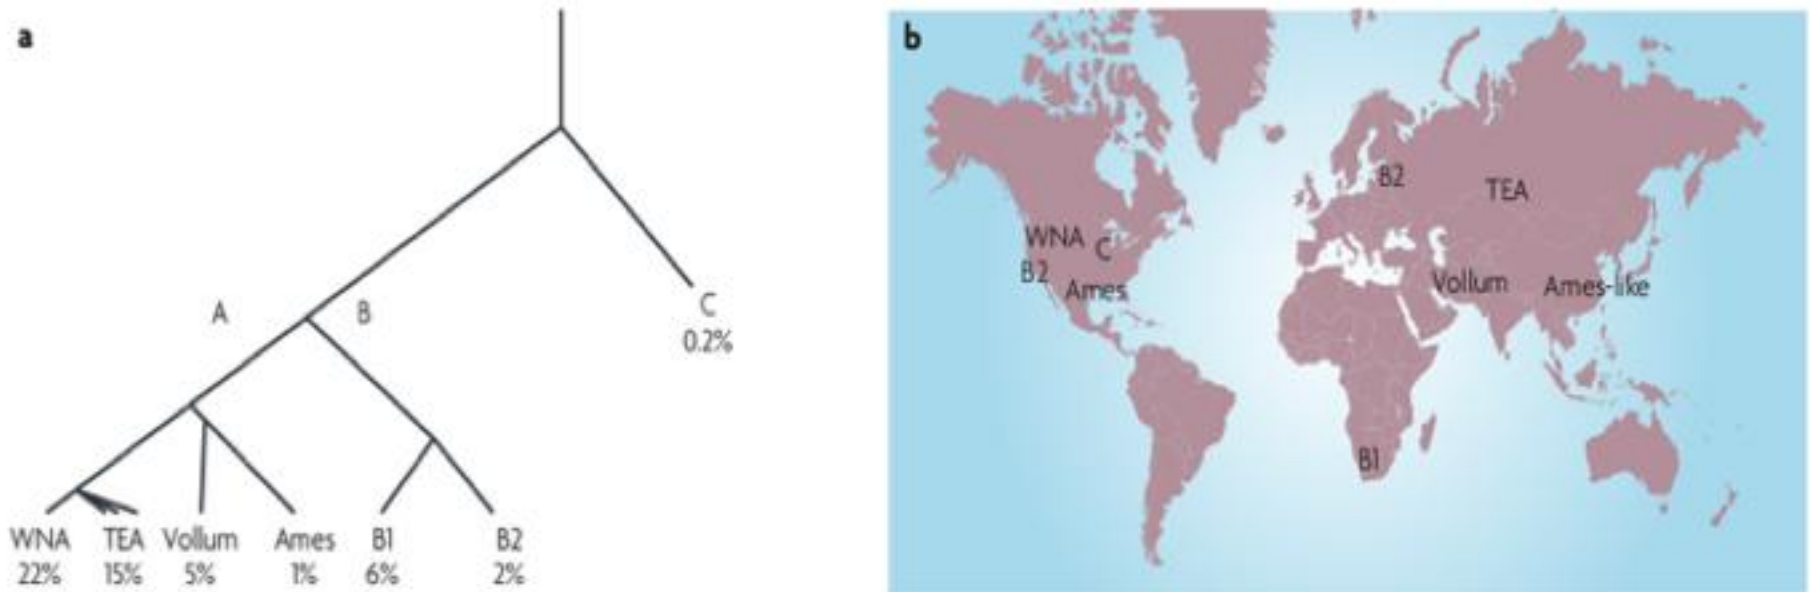 a
A
B
C
0.2%
WNA TEA Vollum Ames B1 B2
22% 15% 5% 1% 6% 2%
b
B2
TEA
WNA
C
B2
Ames
Vollum
Ames-like
B1